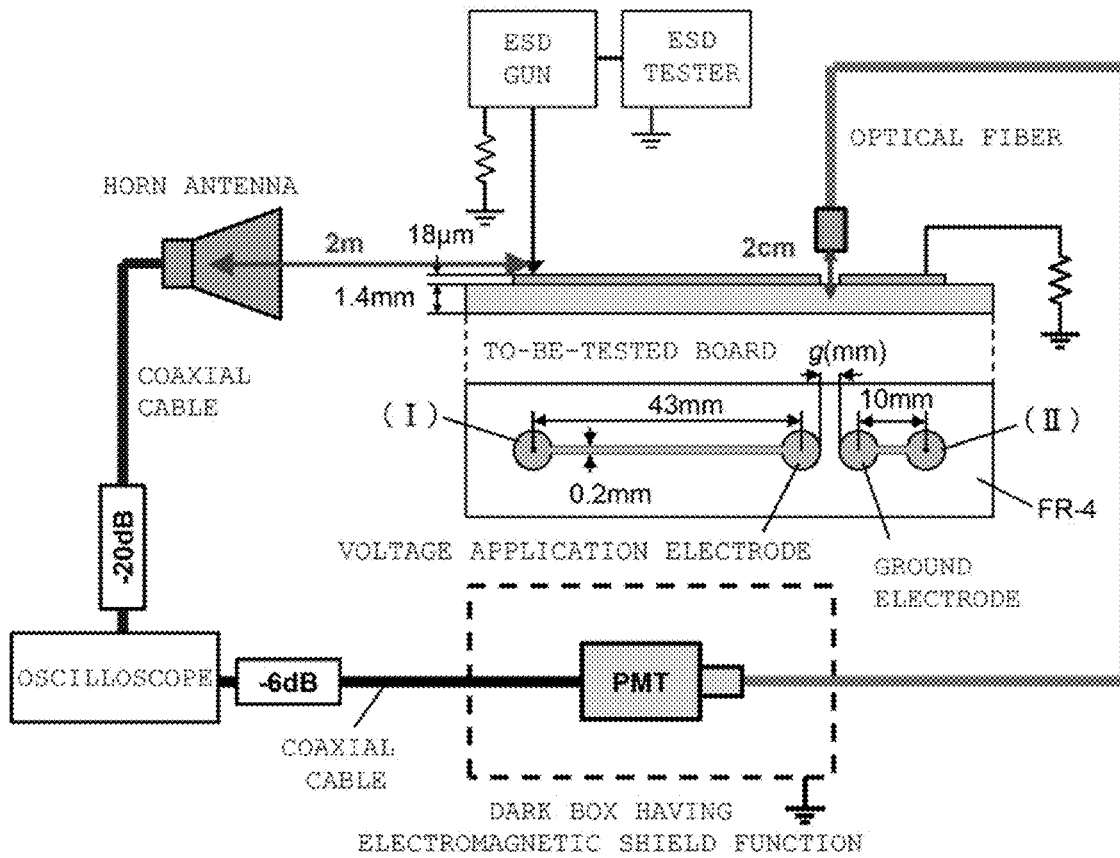 ESD
GUN
ESD
TESTER
OPTICAL FIBER
HORN ANTENNA
2m
18μm
2cm
1.4mm
TO-BE-TESTED BOARD
g(mm)
COAXIAL
CABLE
(Ⅰ)
43mm
10mm
(Ⅱ)
0.2mm
FR-4
-20dB
VOLTAGE APPLICATION ELECTRODE
GROUND
ELECTRODE
OSCILLOSCOPE
-6dB
PMT
COAXIAL
CABLE
DARK BOX HAVING
ELECTROMAGNETIC SHIELD FUNCTION